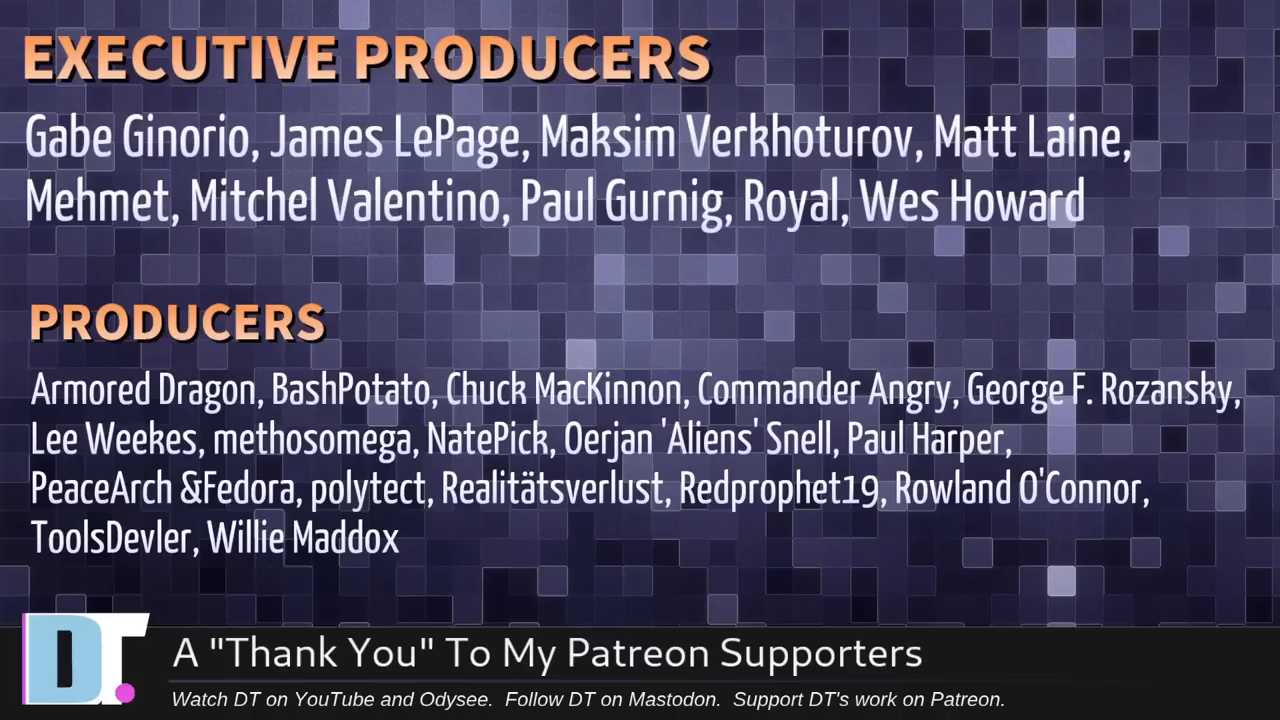 EXECUTIVE PRODUCERS
Gabe Ginorio, James LePage, Maksim Verkhoturov, Matt Laine,
Mehmet, Mitchel Valentino, Paul Gurnig, Royal, Wes Howard
PRODUCERS
Armored Dragon, BashPotato, Chuck MacKinnon, Commander Angry, George F. Rozansky,
Lee Weekes, methosomega, NatePick, Oerjan 'Aliens' Snell, Paul Harper,
PeaceArch &Fedora, polytect, Realitätsverlust, Redprophet19, Rowland O'Connor,
ToolsDevler, Willie Maddox
DT.
A "Thank You" To My Patreon Supporters
Watch DT on YouTube and Odysee. Follow DT on Mastodon. Support DT's work on Patreon.